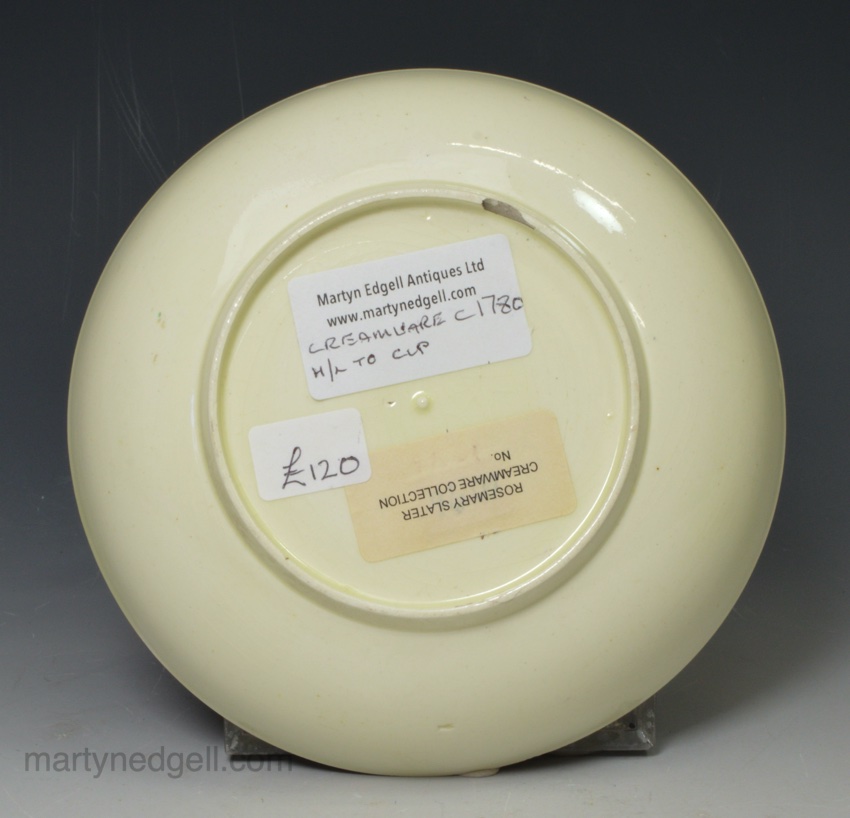 Martyn Edgell Antiques Ltd
www.martynedgell.com
CREAMWARE C1780
H/L TO CUP
£120
ROSEMARY SLATER
CREAMWARE COLLECTION
No.
martynedgell.com